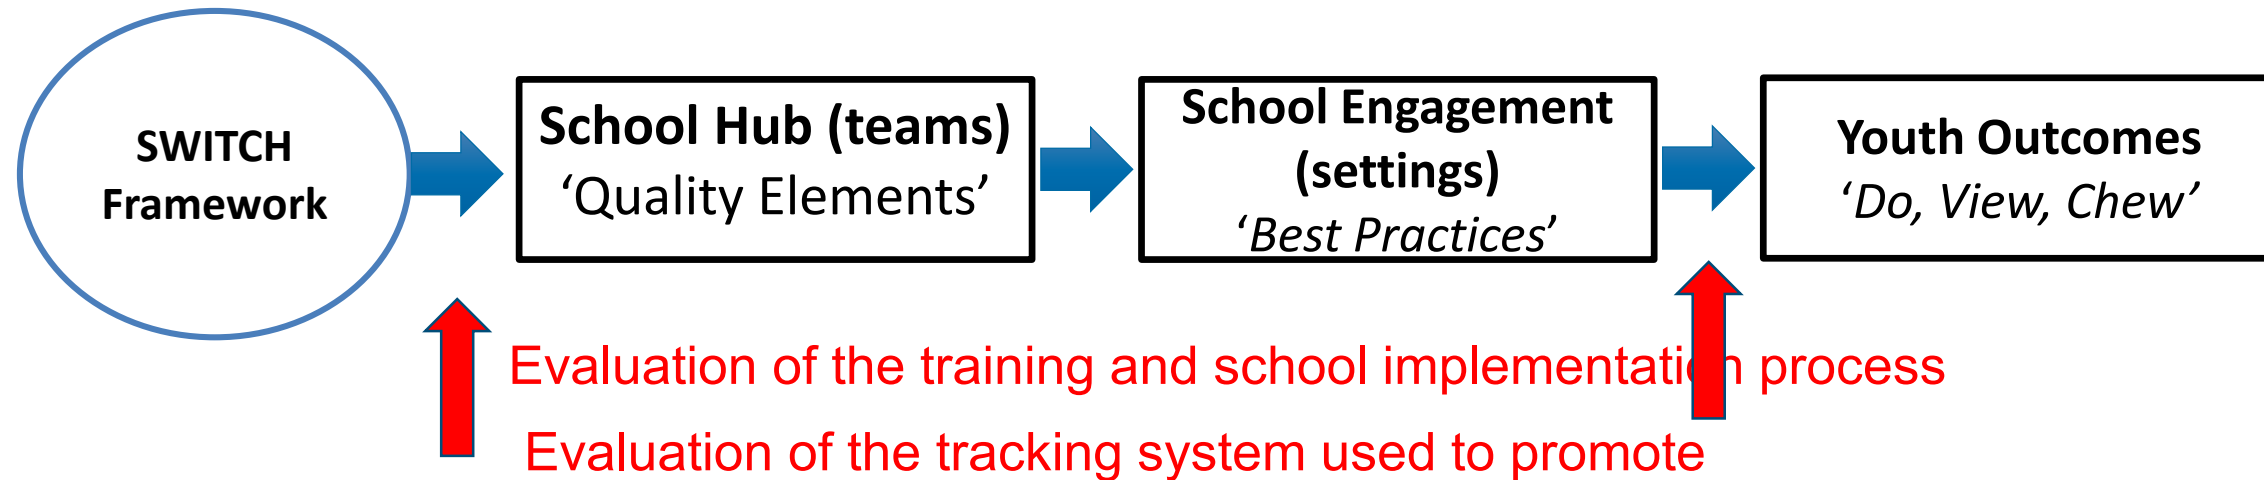 SWITCH
Framework
School Hub (teams)
‘Quality Elements’
School Engagement
(settings)
‘Best Practices’
Youth Outcomes
‘Do, View, Chew’
Evaluation of the training and school implementation process
Evaluation of the tracking system used to promote